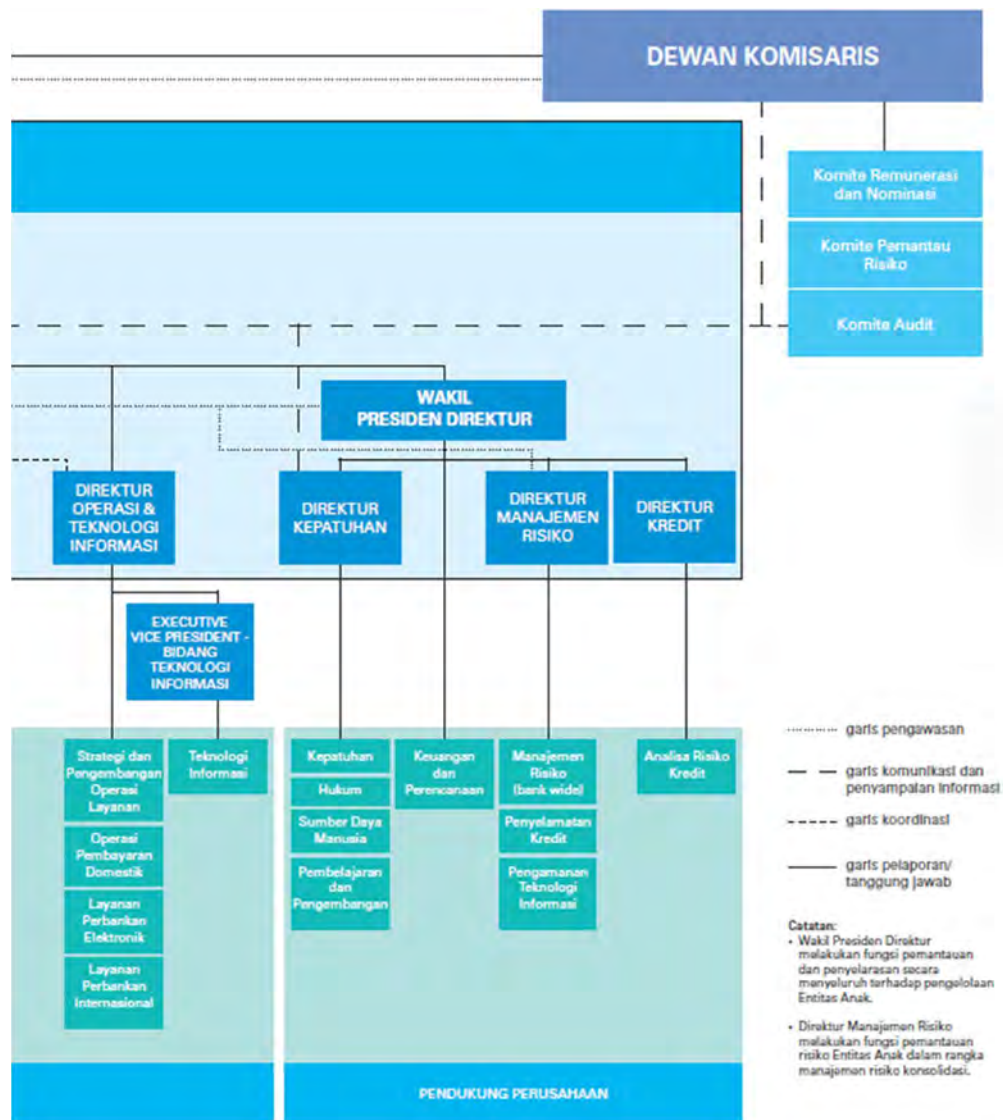 DEWAN KOMISARIS
Komite Remunerasi
dan Nominasi
Komite Pemantau
Risiko
Komite Audit
WAKIL
PRESIDEN DIREKTUR
DIREKTUR
OPERASI &
TEKNOLOGI
INFORMASI
DIREKTUR
KEPATUHAN
DIREKTUR
MANAJEMEN
RISIKO
DIREKTUR
KREDIT
EXECUTIVE
VICE PRESIDENT -
BIDANG
TEKNOLOGI
INFORMASI
Strategi dan
Pengembangan
Operasi
Layanan
Operasi
Pembayaran
Domestik
Layanan
Perbankan
Elektronik
Layanan
Perbankan
Internasional
Teknologi
Informasi
Kepatuhan
Hukum
Sumber Daya
Manusia
Pembelajaran
dan
Pengembangan
Keuangan
dan
Perencanaan
Manajemen
Risiko
(bank wide)
Penyelamatan
Kredit
Pengamanan
Teknologi
Informasi
Analisa Risiko
Kredit
garis pengawasan
garis komunikasi dan
penyampaian informasi
garis koordinasi
garis pelaporan/
tanggung jawab
Catatan:
• Wakil Presiden Direktur
melakukan fungsi pemantauan
dan penyelarasan secara
menyeluruh terhadap pengelolaan
Entitas Anak.
• Direktur Manajemen Risiko
melakukan fungsi pemantauan
risiko Entitas Anak dalam rangka
manajemen risiko konsolidasi.
PENDUKUNG PERUSAHAAN